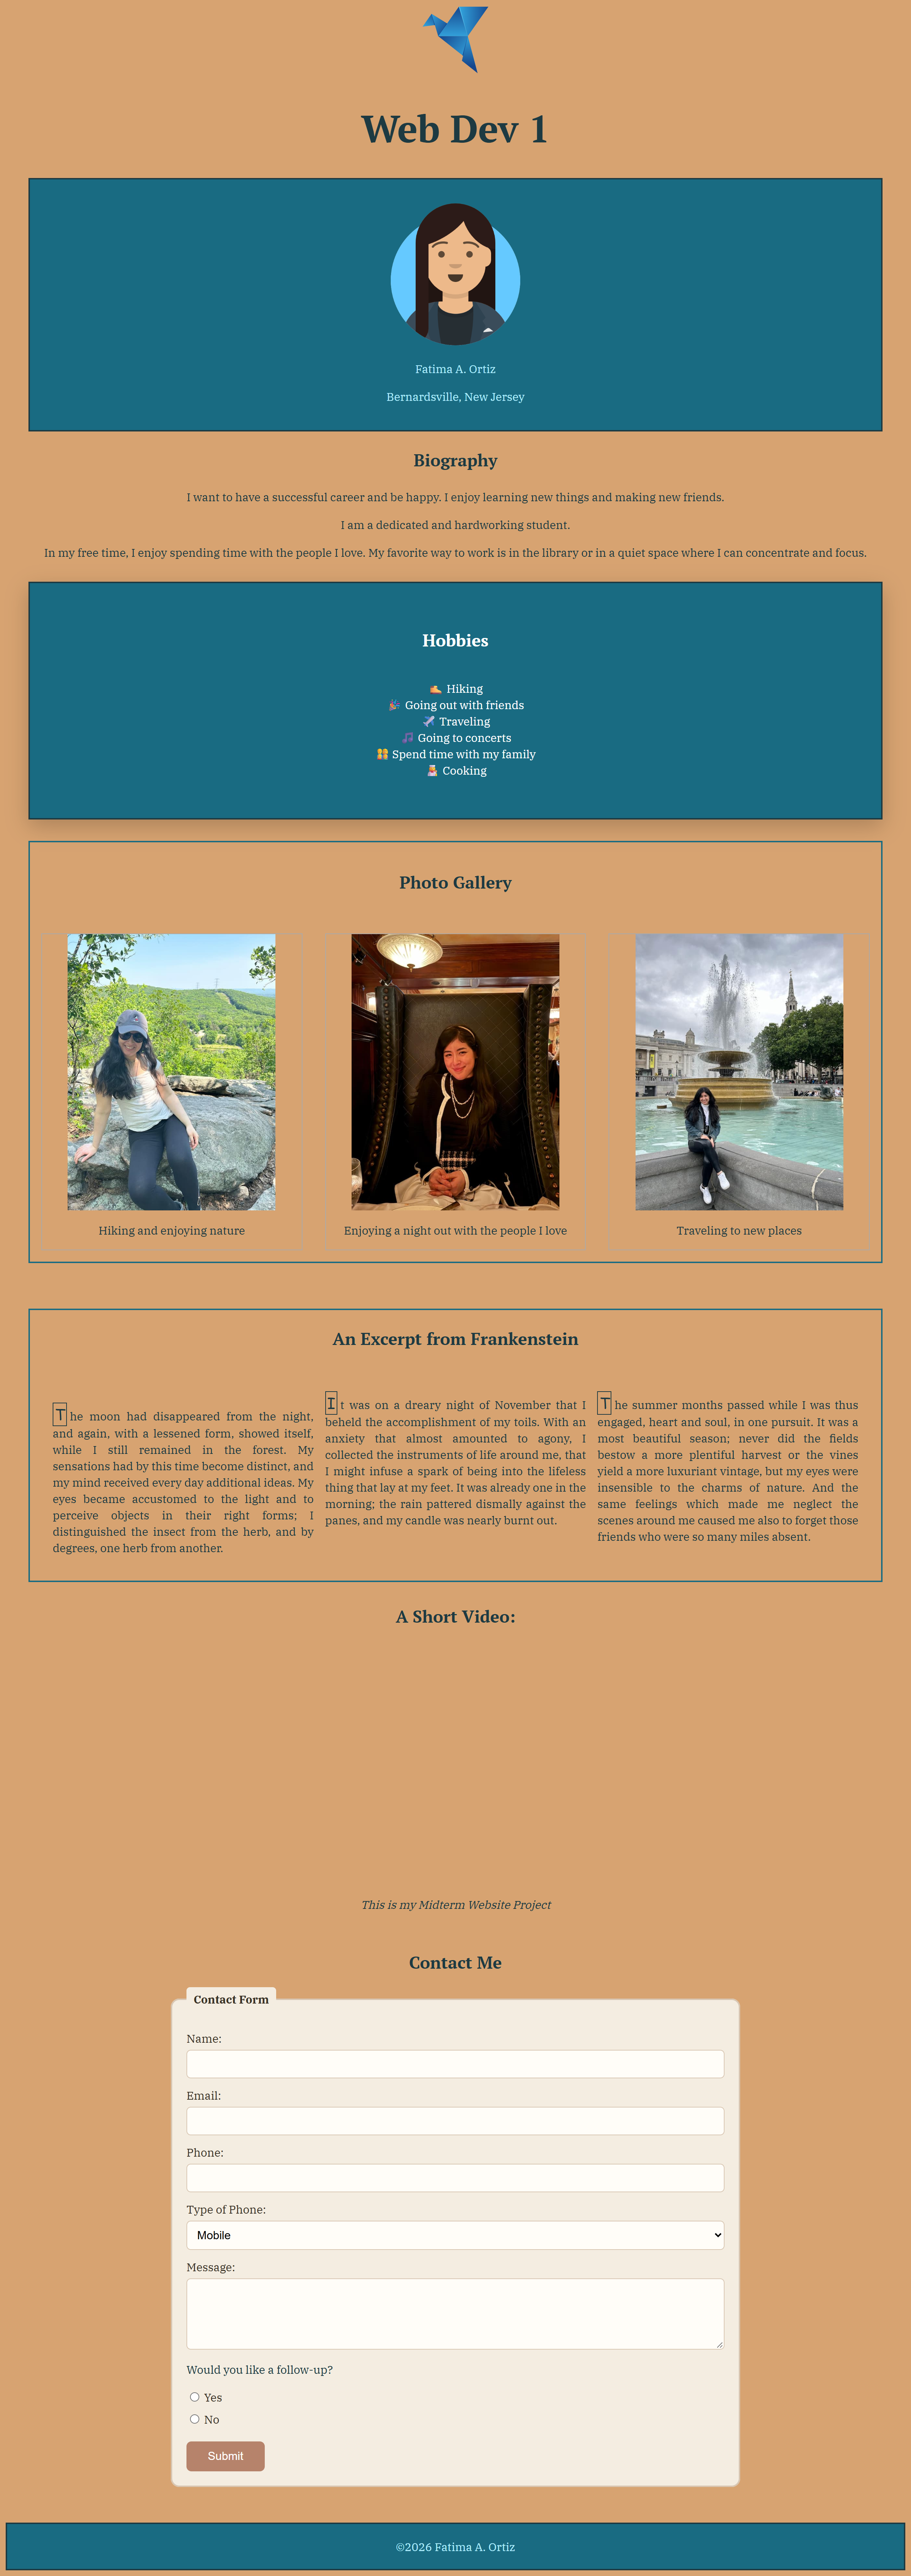 Web Dev 1
Fatima A. Ortiz
Bernardsville, New Jersey
Biography
I want to have a successful career and be happy. I enjoy learning new things and making new friends.
I am a dedicated and hardworking student.
In my free time, I enjoy spending time with the people I love. My favorite way to work is in the library or in a quiet space where I can concentrate and focus.
Hobbies
Hiking
🎉 Going out with friends
✈️ Traveling
🎵 Going to concerts
Spend time with my family
Cooking
Photo Gallery
Hiking and enjoying nature
Enjoying a night out with the people I love
Traveling to new places
An Excerpt from Frankenstein
The moon had disappeared from the night,
and again, with a lessened form, showed itself,
while I still remained in the forest. My
sensations had by this time become distinct, and
my mind received every day additional ideas. My
eyes became accustomed to the light and to
perceive objects in their right forms; I
distinguished the insect from the herb, and by
degrees, one herb from another.
It was on a dreary night of November that I
beheld the accomplishment of my toils. With an
anxiety that almost amounted to agony, I
collected the instruments of life around me, that
I might infuse a spark of being into the lifeless
thing that lay at my feet. It was already one in the
morning; the rain pattered dismally against the
panes, and my candle was nearly burnt out.
The summer months passed while I was thus
engaged, heart and soul, in one pursuit. It was a
most beautiful season; never did the fields
bestow a more plentiful harvest or the vines
yield a more luxuriant vintage, but my eyes were
insensible to the charms of nature. And the
same feelings which made me neglect the
scenes around me caused me also to forget those
friends who were so many miles absent.
A Short Video:
This is my Midterm Website Project
Contact Me
Contact Form
Name:
Email:
Phone:
Type of Phone:
Mobile
Message:
Would you like a follow-up?
Yes
No
Submit
©2026 Fatima A. Ortiz